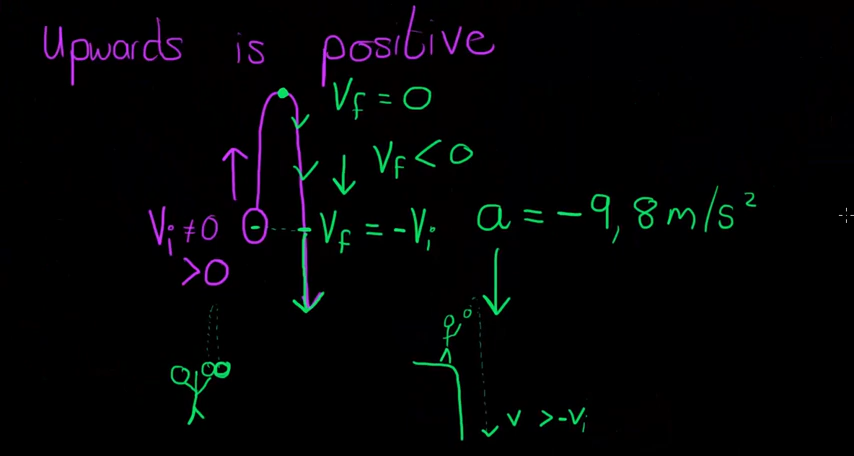 Upwards is positive
Vf = 0
Vf < 0
Vi ≠ 0
> 0
Vf = -Vi
a = -9,8 m/s²
V > -Vi